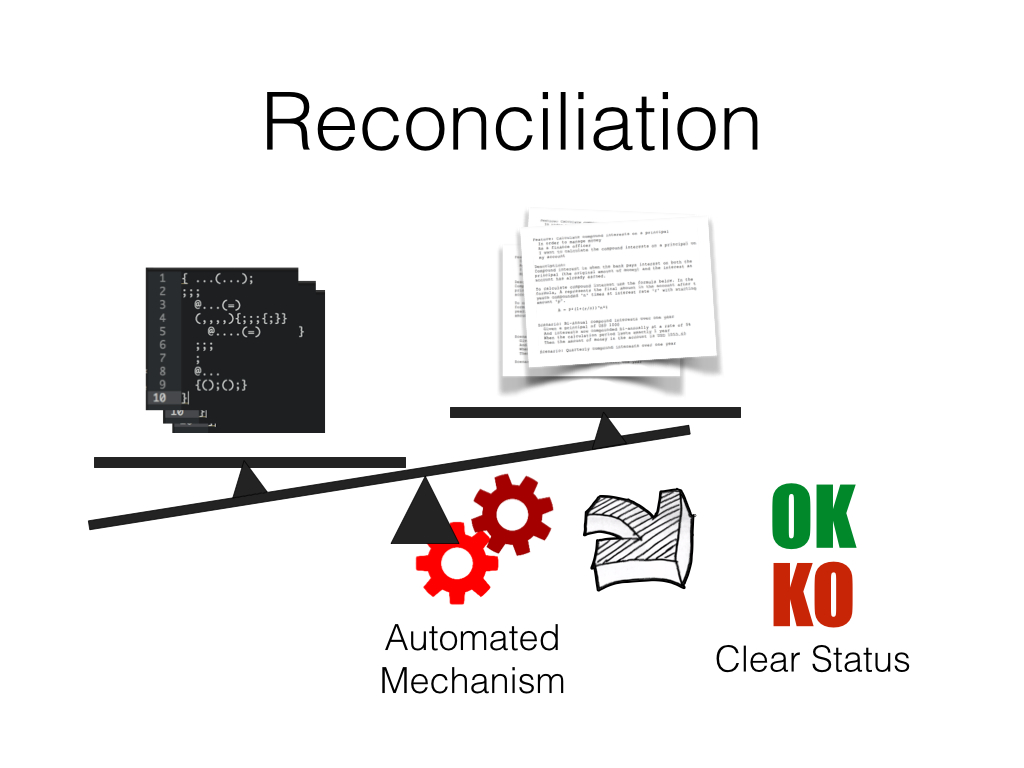 Reconciliation
1 { ...(...);
2 ;;;
3 @...(=)
4 (,,,,){;;;{;}}
5 @....(=) }
6 ;;;
7 ;
8 @...
9 {();();}
10 }
10 }
Feature: Calculate compound interests on a principal
In order to manage money
As a finance officer
I want to calculate the compound interests on a principal on
my account
Description:
Compound interest is when the bank pays interest on both the
principal (the original amount of money) and the interest an
account has already earned.
To calculate compound interest use the formula below. In the
formula, A represents the final amount in the account after t
years compounded 'n' times at interest rate 'r' with starting
amount 'p'.
Scenario: Bi-annual compound interests over one year
Given a principal of USD 1000
And interests are compounded bi-annually at a rate of
When the calculation period lasts exactly 1 year
Then the amount of money in the account is USD
Scenario: Quarterly compound interests over one year
OK
KO
Automated
Mechanism
Clear Status